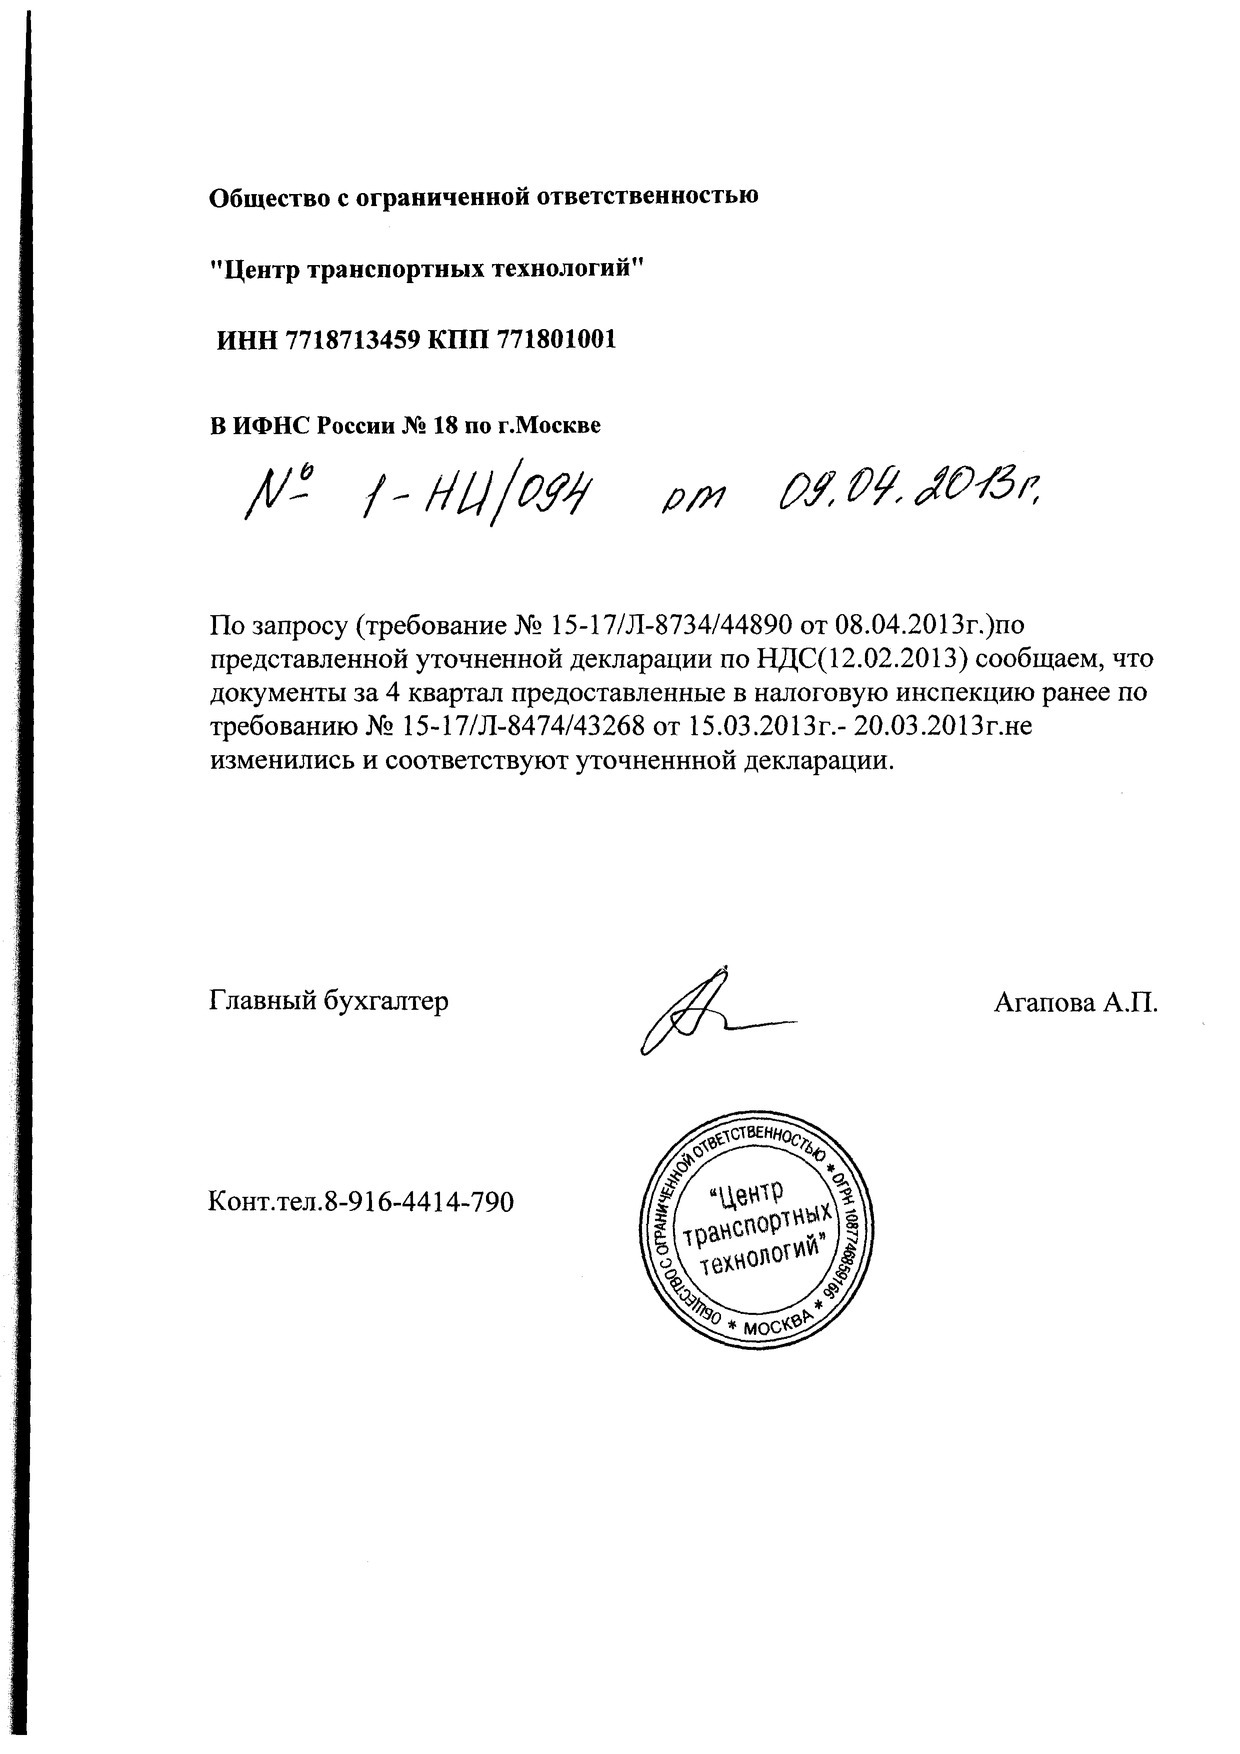 Общество с ограниченной ответственностью
"Центр транспортных технологий"
ИНН 7718713459 КПП 771801001
В ИФНС России № 18 по г.Москве
№ 1-НЦ/094 от 09.04.2013г.
По запросу (требование № 15-17/Л-8734/44890 от 08.04.2013г.)по
представленной уточненной декларации по НДС(12.02.2013) сообщаем, что
документы за 4 квартал предоставленные в налоговую инспекцию ранее по
требованию № 15-17/Л-8474/43268 от 15.03.2013г.- 20.03.2013г.не
изменились и соответствуют уточненнной декларации.
Главный бухгалтер Агапова А.П.
Конт.тел.8-916-4414-790
ОБЩЕСТВО С ОГРАНИЧЕННОЙ ОТВЕТСТВЕННОСТЬЮ * ОГРН 1087746859166 * МОСКВА *
"Центр
транспортных
технологий"